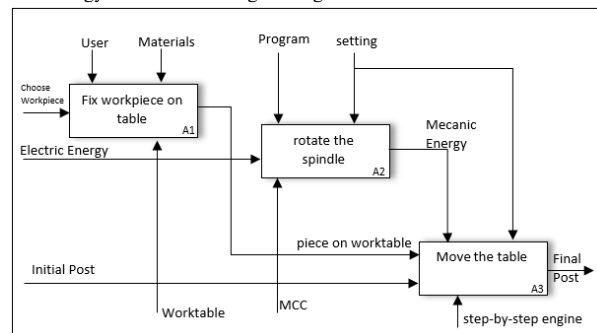 User
Materials
Program
setting
Choose
Workpiece
Fix workpiece on
table
A1
Electric Energy
rotate the
spindle
A2
Mecanic
Energy
piece on worktable
Initial Post
Move the table
A3
Final
Post
Worktable
MCC
step-by-step engine